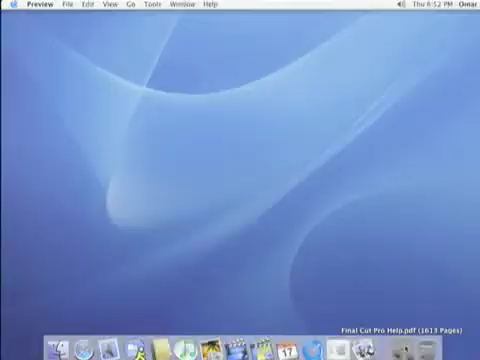 Preview File Edit View Go Tools Window Help Thu 6:52 PM Omar
Final Cut Pro Help.pdf (1613 Pages)
17